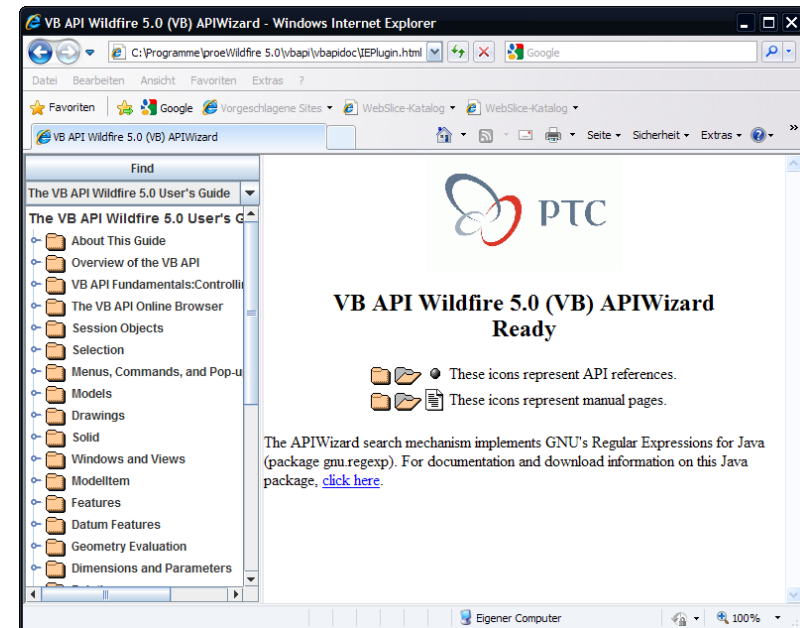 VB API Wildfire 5.0 (VB) APIWizard - Windows Internet Explorer
C:\Programme\proeWildfire 5.0\vbapi\vbapidoc\IEPlugin.html
Google
Datei Bearbeiten Ansicht Favoriten Extras ?
Favoriten Google Vorgeschlagene Sites WebSlice-Katalog WebSlice-Katalog
VB API Wildfire 5.0 (VB) APIWizard
Seite Sicherheit Extras »
Find
The VB API Wildfire 5.0 User's Guide
The VB API Wildfire 5.0 User's G
About This Guide
Overview of the VB API
VB API Fundamentals:Controlli
The VB API Online Browser
Session Objects
Selection
Menus, Commands, and Pop-u
Models
Drawings
Solid
Windows and Views
ModelItem
Features
Datum Features
Geometry Evaluation
Dimensions and Parameters
PTC
VB API Wildfire 5.0 (VB) APIWizard
Ready
These icons represent API references.
These icons represent manual pages.
The APIWizard search mechanism implements GNU's Regular Expressions for Java
(package gnu.regexp). For documentation and download information on this Java
package, click here.
Eigener Computer
100%